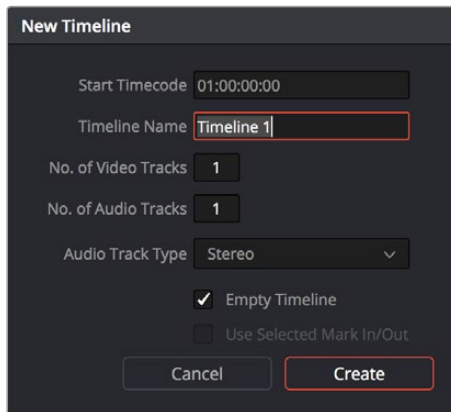 New Timeline
Start Timecode 01:00:00:00
Timeline Name Timeline 1
No. of Video Tracks 1
No. of Audio Tracks 1
Audio Track Type Stereo
Empty Timeline
Use Selected Mark In/Out
Cancel Create